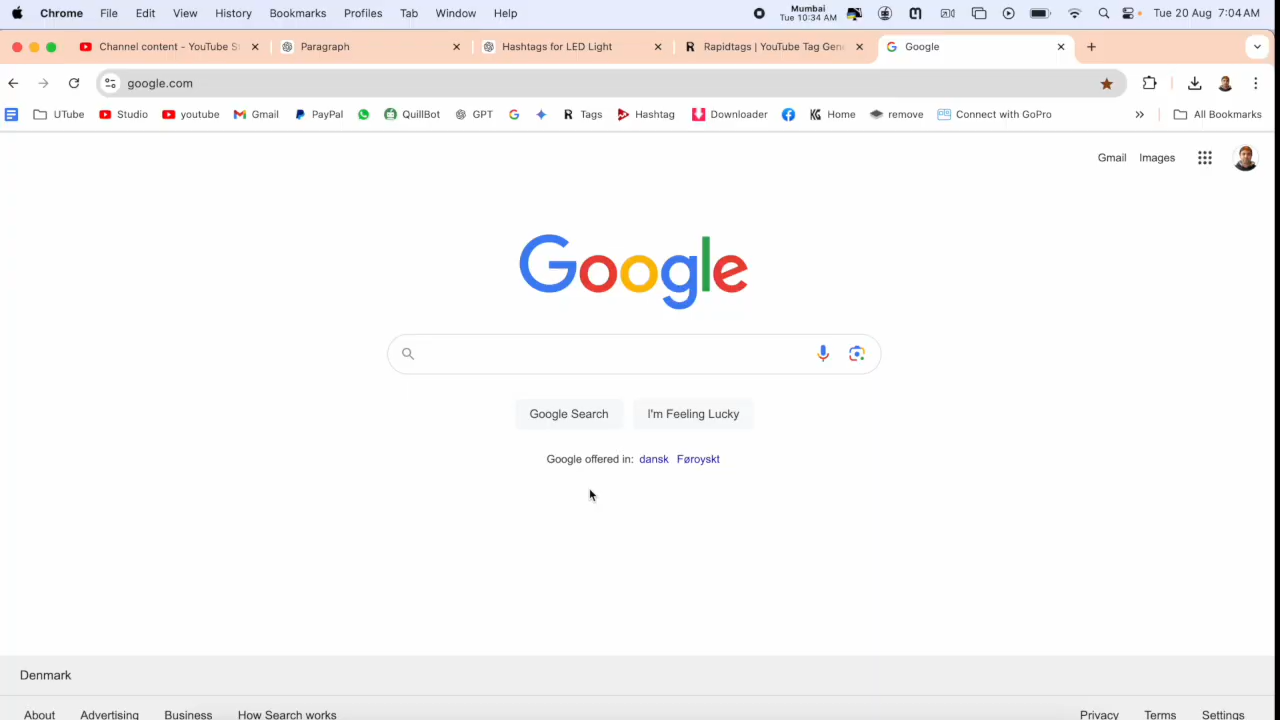 Chrome File Edit View History Bookmarks Profiles Tab Window Help Mumbai Tue 10:34 AM Tue 20 Aug 7:04 AM
Channel content - YouTube St Paragraph Hashtags for LED Light Rapidtags | YouTube Tag Gene Google
google.com
UTube Studio youtube Gmail PayPal QuillBot GPT Tags Hashtag Downloader Home remove Connect with GoPro » All Bookmarks
Gmail Images
Google
Google Search I'm Feeling Lucky
Google offered in: dansk Føroyskt
Denmark
About Advertising Business How Search works Privacy Terms Settings